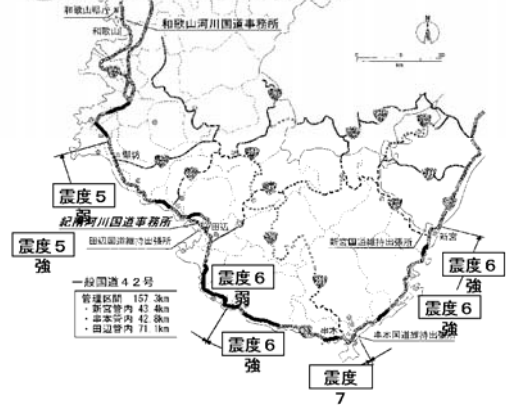 和歌山県庁
和歌山河川国道事務所
和歌山
N
御坊
震度5
弱
紀南河川国道事務所
震度5
強
田辺
田辺国道維持出張所
新宮国道維持出張所
新宮
一般国道42号
管理区間 157.3km
・新宮管内 43.4km
・串本管内 42.8km
・田辺管内 71.1km
震度6
弱
震度6
強
震度6
強
震度6
強
串本
串本国道維持出張所
震度
7